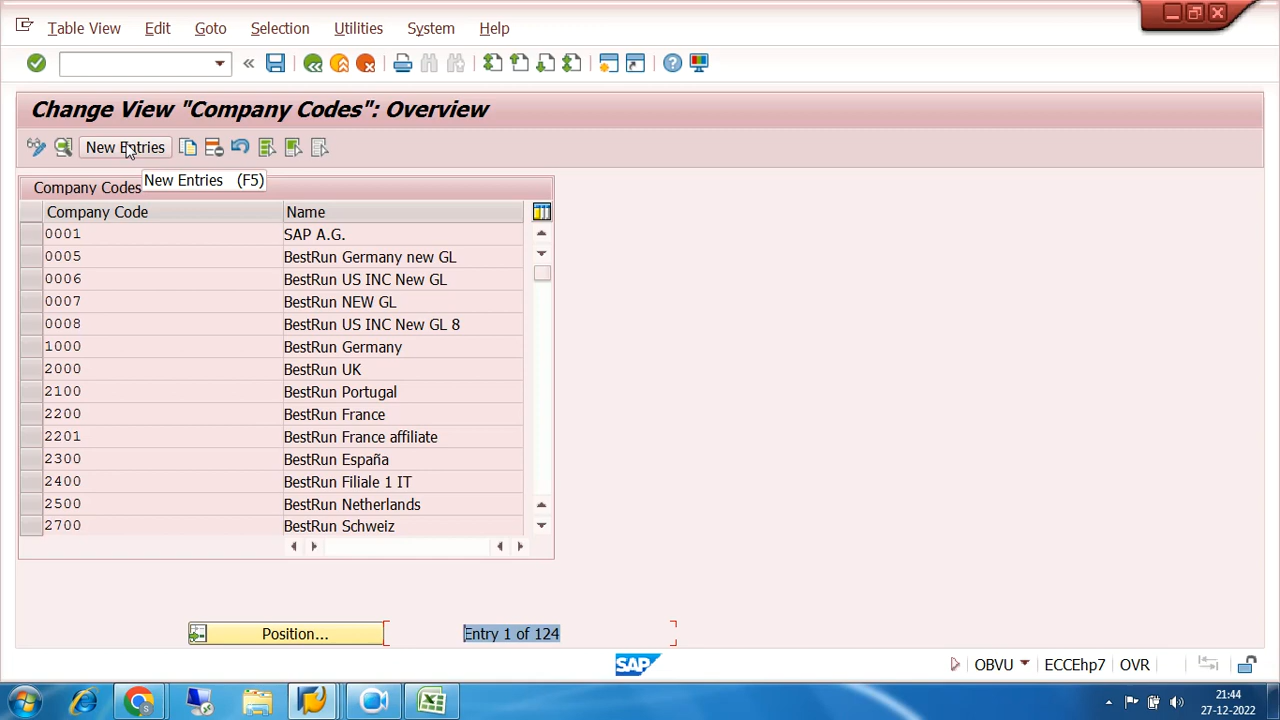 Table View Edit Goto Selection Utilities System Help
Change View "Company Codes": Overview
New Entries
New Entries (F5)
Company Codes
Company Code Name
0001 SAP A.G.
0005 BestRun Germany new GL
0006 BestRun US INC New GL
0007 BestRun NEW GL
0008 BestRun US INC New GL 8
1000 BestRun Germany
2000 BestRun UK
2100 BestRun Portugal
2200 BestRun France
2201 BestRun France affiliate
2300 BestRun España
2400 BestRun Filiale 1 IT
2500 BestRun Netherlands
2700 BestRun Schweiz
Position... Entry 1 of 124
SAP OBVU ECCEhp7 OVR
21:44
27-12-2022